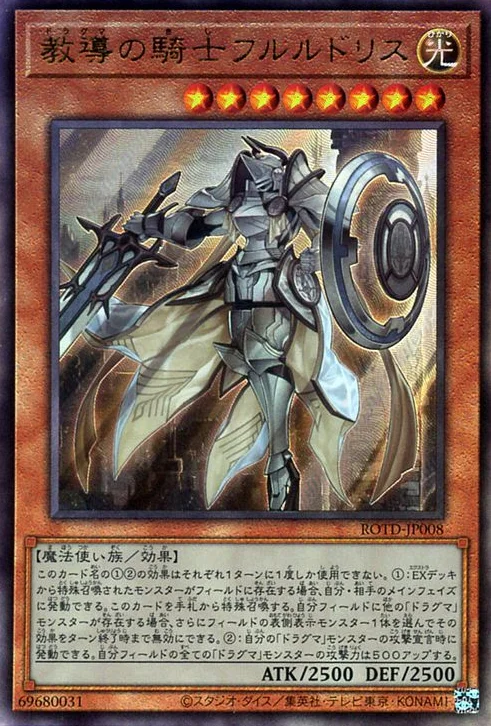 教導の騎士フルルドリス
光
ROTD-JP008
【魔法使い族／効果】
このカード名の①②の効果はそれぞれ1ターンに1度しか使用できない。①：EXデッキ
から特殊召喚されたモンスターがフィールドに存在する場合、自分・相手のメインフェイズ
に発動できる。このカードを手札から特殊召喚する。自分フィールドに他の「ドラグマ」
モンスターが存在する場合、さらにフィールドの表側表示モンスター1体を選んでその
効果をターン終了時まで無効にできる。②：自分の「ドラグマ」モンスターの攻撃宣言時に
発動できる。自分フィールドの全ての「ドラグマ」モンスターの攻撃力は500アップする。
ATK/2500 DEF/2500
69680031
©スタジオ・ダイス／集英社・テレビ東京・KONAMI